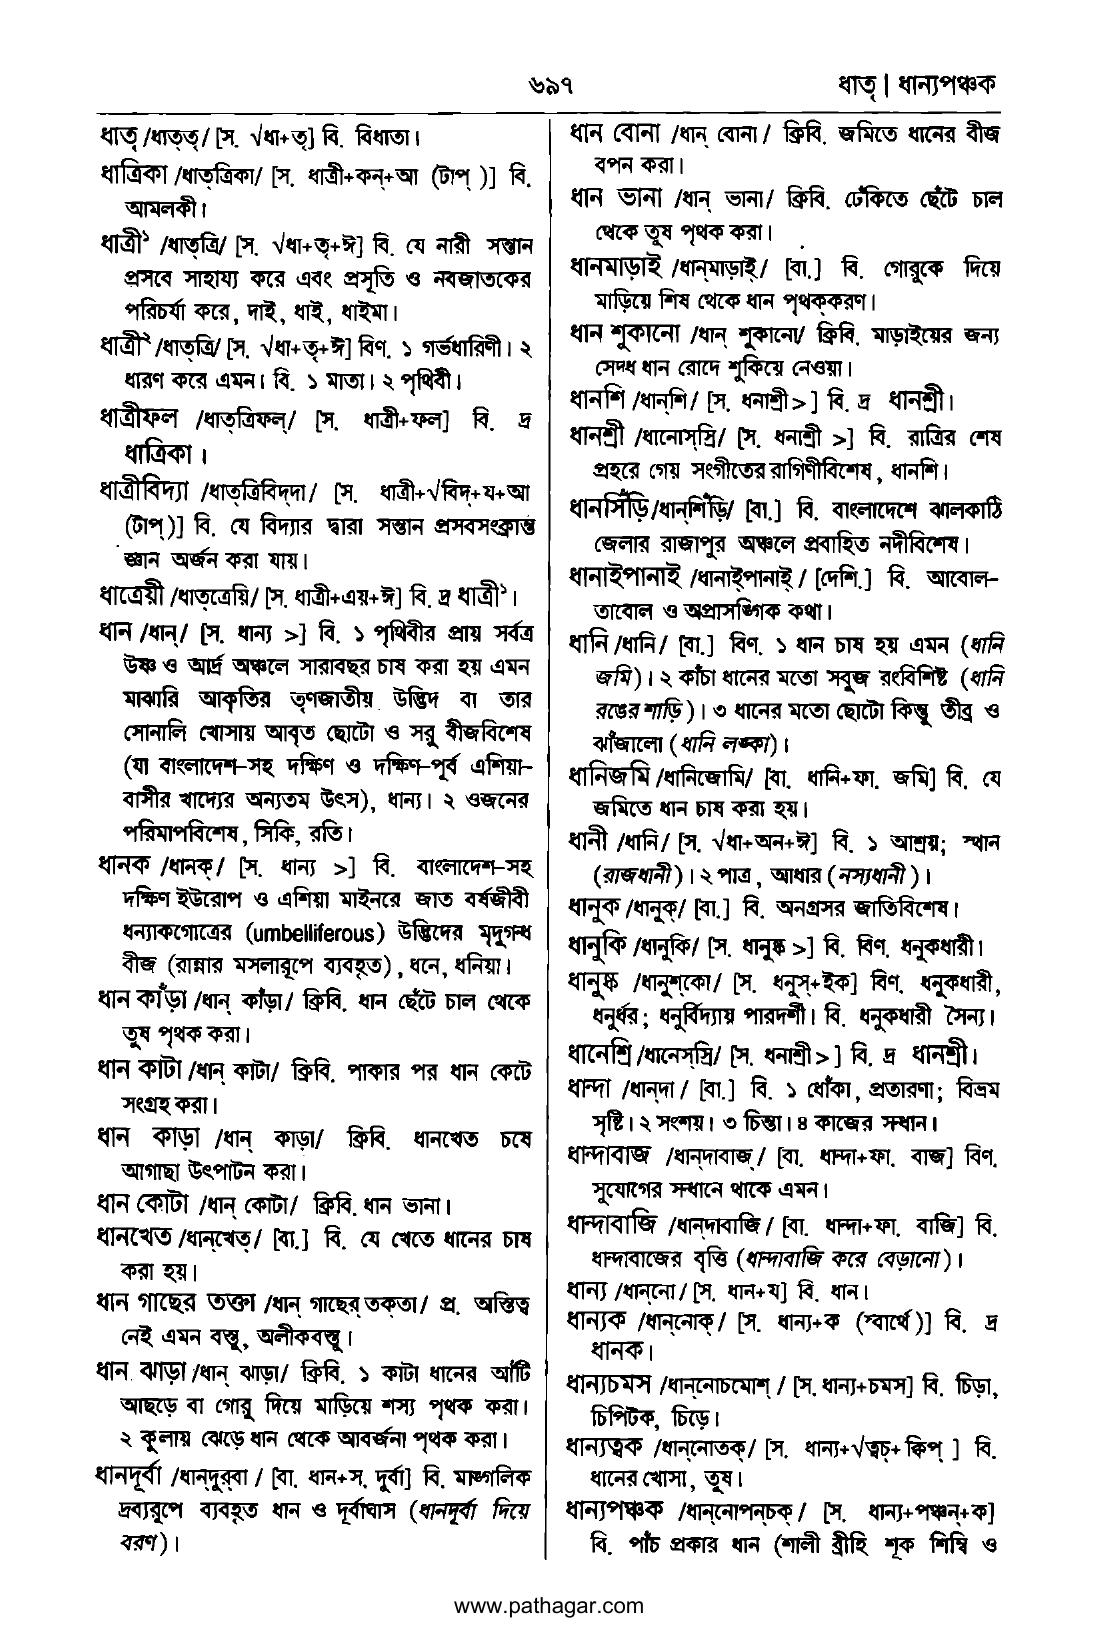 ৬৯৭
ধাতৃ | ধান্যপঞ্চক
ধাতৃ /ধাত্তৃ/ [স. √ধা+তৃ] বি. বিধাতা।
ধাত্রিকা /ধাত্‌ত্রিকা/ [স. ধাত্রী+কন্+আ (টাপ্ )] বি.
আমলকী।
ধাত্রী১ /ধাত্‌ত্রি/ [স. √ধা+তৃ+ঈ] বি. যে নারী সন্তান
প্রসবে সাহায্য করে এবং প্রসূতি ও নবজাতকের
পরিচর্যা করে, দাই, ধাই, ধাইমা।
ধাত্রী২ /ধাত্‌ত্রি/ [স. √ধা+তৃ+ঈ] বিণ. ১ গর্ভধারিণী। ২
ধারণ করে এমন। বি. ১ মাতা। ২ পৃথিবী।
ধাত্রীফল /ধাত্‌ত্রিফল্/ [স. ধাত্রী+ফল] বি. দ্র
ধাত্রিকা ।
ধাত্রীবিদ্যা /ধাত্‌ত্রিবিদ্‌দা/ [স. ধাত্রী+√বিদ্+য+আ
(টাপ্)] বি. যে বিদ্যার দ্বারা সন্তান প্রসবসংক্রান্ত
জ্ঞান অর্জন করা যায়।
ধাত্রেয়ী /ধাত্‌ত্রেয়ি/ [স. ধাত্রী+এয়+ঈ] বি. দ্র ধাত্রী১।
ধান /ধান্/ [স. ধান্য >] বি. ১ পৃথিবীর প্রায় সর্বত্র
উষ্ণ ও আর্দ্র অঞ্চলে সারাবছর চাষ করা হয় এমন
মাঝারি আকৃতির তৃণজাতীয় উদ্ভিদ বা তার
সোনালি খোসায় আবৃত ছোটো ও সরু বীজবিশেষ
(যা বাংলাদেশ-সহ দক্ষিণ ও দক্ষিণ-পূর্ব এশিয়া-
বাসীর খাদ্যের অন্যতম উৎস), ধান্য। ২ ওজনের
পরিমাপবিশেষ, সিকি, রতি।
ধানক /ধানক্/ [স. ধান্য >] বি. বাংলাদেশ-সহ
দক্ষিণ ইউরোপ ও এশিয়া মাইনরে জাত বর্ষজীবী
ধন্যাকগোত্রের (umbelliferous) উদ্ভিদের মৃদুগন্ধ
বীজ (রান্নার মসলারূপে ব্যবহৃত), ধনে, ধনিয়া।
ধান কাঁড়া /ধান্ কাঁড়া/ ক্রিবি. ধান ছেঁটে চাল থেকে
তুষ পৃথক করা।
ধান কাটা /ধান্ কাটা/ ক্রিবি. পাকার পর ধান কেটে
সংগ্রহ করা।
ধান কাড়া /ধান্ কাড়া/ ক্রিবি. ধানখেত চষে
আগাছা উৎপাটন করা।
ধান কোটা /ধান্ কোটা/ ক্রিবি. ধান ভানা।
ধানখেত /ধান্‌খেত্/ [বা.] বি. যে খেতে ধানের চাষ
করা হয়।
ধান গাছের তক্তা /ধান্ গাছের্ তক্‌তা/ প্র. অস্তিত্ব
নেই এমন বস্তু, অলীকবস্তু।
ধান ঝাড়া /ধান্ ঝাড়া/ ক্রিবি. ১ কাটা ধানের আঁটি
আছড়ে বা গোরু দিয়ে মাড়িয়ে শস্য পৃথক করা।
২ কুলায় ঝেড়ে ধান থেকে আবর্জনা পৃথক করা।
ধানদূর্বা /ধান্‌দুর্‌বা / [বা. ধান+স. দূর্বা] বি. মাঙ্গলিক
দ্রব্যরূপে ব্যবহৃত ধান ও দূর্বাঘাস (ধানদূর্বা দিয়ে
বরণ)।
ধান বোনা /ধান্ বোনা/ ক্রিবি. জমিতে ধানের বীজ
বপন করা।
ধান ভানা /ধান্ ভানা/ ক্রিবি. ঢেঁকিতে ছেঁটে চাল
থেকে তুষ পৃথক করা।
ধানমাড়াই /ধান্‌মাড়াই্/ [বা.] বি. গোরুকে দিয়ে
মাড়িয়ে শিষ থেকে ধান পৃথক্‌করণ।
ধান শুকানো /ধান্ শুকানো/ ক্রিবি. মাড়াইয়ের জন্য
সেদ্ধ ধান রোদে শুকিয়ে নেওয়া।
ধানশি /ধান্‌শি/ [স. ধনাশ্রী>] বি. দ্র ধানশ্রী।
ধানশ্রী /ধানোস্‌স্রি/ [স. ধনাশ্রী >] বি. রাত্রির শেষ
প্রহরে গেয় সংগীতের রাগিণীবিশেষ, ধানশি।
ধানসিঁড়ি/ধান্‌শিঁড়ি/ [বা.] বি. বাংলাদেশে ঝালকাঠি
জেলার রাজাপুর অঞ্চলে প্রবাহিত নদীবিশেষ।
ধানাইপানাই /ধানাই্‌পানাই্/ [দেশি.] বি. আবোল-
তাবোল ও অপ্রাসঙ্গিক কথা।
ধানি /ধানি/ [বা.] বিণ. ১ ধান চাষ হয় এমন (ধানি
জমি)। ২ কাঁচা ধানের মতো সবুজ রংবিশিষ্ট (ধানি
রঙের শাড়ি)। ৩ ধানের মতো ছোটো কিন্তু তীব্র ও
ঝাঁজালো (ধানি লঙ্কা)।
ধানিজমি /ধানিজোমি/ [বা. ধানি+ফা. জমি] বি. যে
জমিতে ধান চাষ করা হয়।
ধানী /ধানি/ [স. √ধা+অন+ঈ] বি. ১ আশ্রয়; স্থান
(রাজধানী)। ২ পাত্র, আধার (নস্যধানী)।
ধানুক /ধানুক্/ [বা.] বি. অনগ্রসর জাতিবিশেষ।
ধানুকি /ধানুকি/ [স. ধানুষ্ক >] বি. বিণ. ধনুকধারী।
ধানুষ্ক /ধানুশ্‌কো/ [স. ধনুস্+ইক] বিণ. ধনুকধারী,
ধনুর্ধর; ধনুর্বিদ্যায় পারদর্শী। বি. ধনুকধারী সৈন্য।
ধানেশ্রি /ধানেস্‌স্রি/ [স. ধনাশ্রী>] বি. দ্র ধানশ্রী।
ধান্দা /ধান্‌দা/ [বা.] বি. ১ ধোঁকা, প্রতারণা; বিভ্রম
সৃষ্টি। ২ সংশয়। ৩ চিন্তা। ৪ কাজের সন্ধান।
ধান্দাবাজ /ধান্‌দাবাজ্/ [বা. ধান্দা+ফা. বাজ] বিণ.
সুযোগের সন্ধানে থাকে এমন।
ধান্দাবাজি /ধান্‌দাবাজি/ [বা. ধান্দা+ফা. বাজি] বি.
ধান্দাবাজের বৃত্তি (ধান্দাবাজি করে বেড়ানো)।
ধান্য /ধান্‌নো/ [স. ধান+য] বি. ধান।
ধান্যক /ধান্‌নোক্/ [স. ধান্য+ক (স্বার্থে)] বি. দ্র
ধানক।
ধান্যচমস /ধান্‌নোচমোশ্ / [স. ধান্য+চমস] বি. চিড়া,
চিপিটক, চিড়ে।
ধান্যত্বক /ধান্‌নোতক্/ [স. ধান্য+√ত্বচ্+ক্বিপ্ ] বি.
ধানের খোসা, তুষ।
ধান্যপঞ্চক /ধান্‌নোপন্‌চক্/ [স. ধান্য+পঞ্চন্+ক]
বি. পাঁচ প্রকার ধান (শালী ব্রীহি শূক শিম্বি ও
www.pathagar.com